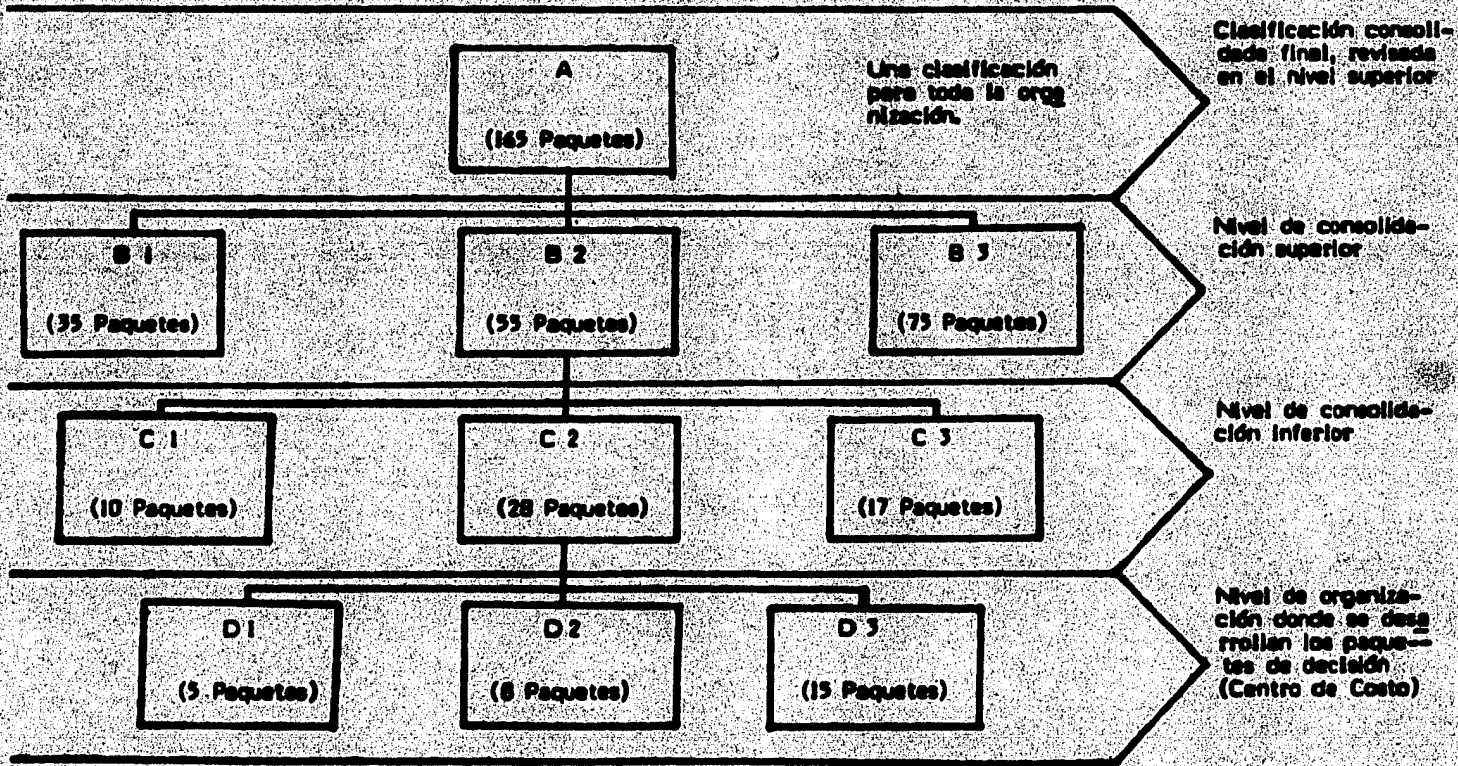 A
(165 Paquetes)
Una clasificación
para toda la orga
nización.
Clasificación consoli-
dada final, revisada
en el nivel superior
B 1
(35 Paquetes)
B 2
(55 Paquetes)
B 3
(75 Paquetes)
Nivel de consolida-
ción superior
C 1
(10 Paquetes)
C 2
(28 Paquetes)
C 3
(17 Paquetes)
Nivel de consolida-
ción inferior
D 1
(5 Paquetes)
D 2
(8 Paquetes)
D 3
(15 Paquetes)
Nivel de organiza-
ción donde se desa
rrollan los paque--
tes de decisión
(Centro de Costo)